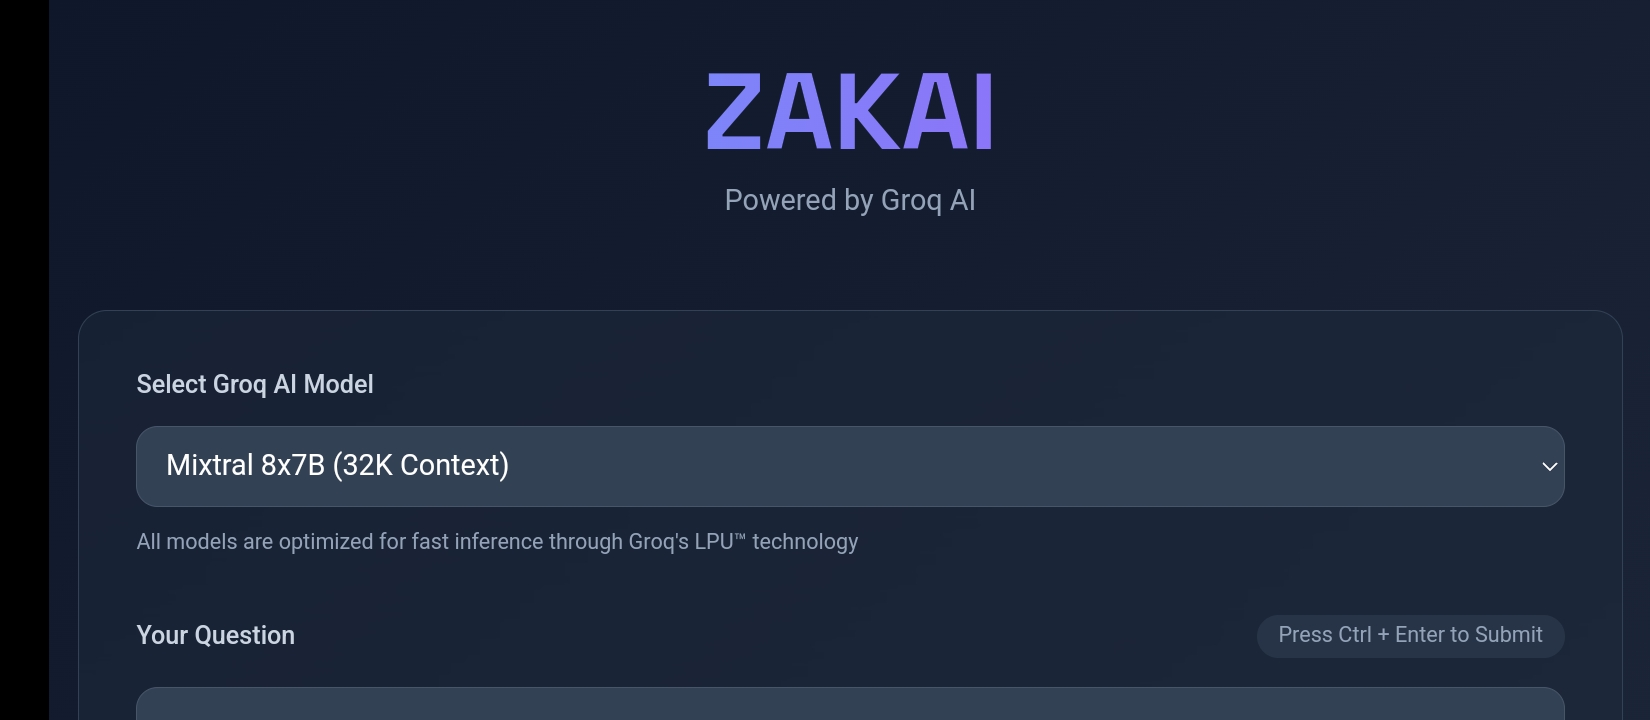 ZAKAI
Powered by Groq AI
Select Groq AI Model
Mixtral 8x7B (32K Context)
All models are optimized for fast inference through Groq's LPU™ technology
Your Question
Press Ctrl + Enter to Submit